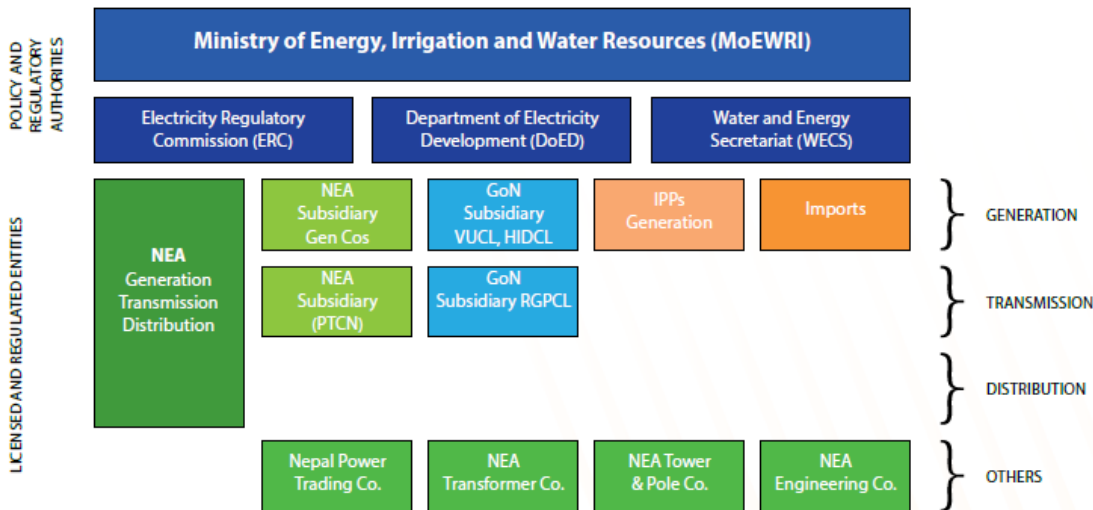 POLICY AND
REGULATORY
AUTHORITIES
Ministry of Energy, Irrigation and Water Resources (MoEWRI)
Electricity Regulatory
Commission (ERC)
Department of Electricity
Development (DoED)
Water and Energy
Secretariat (WECS)
LICENSED AND REGULATED ENTITIES
NEA
Generation
Transmission
Distribution
NEA
Subsidiary
Gen Cos
GoN
Subsidiary
VUCL, HIDCL
IPPs
Generation
Imports
GENERATION
NEA
Subsidiary
(PTCN)
GoN
Subsidiary RGPCL
TRANSMISSION
DISTRIBUTION
Nepal Power
Trading Co.
NEA
Transformer Co.
NEA Tower
& Pole Co.
NEA
Engineering Co.
OTHERS